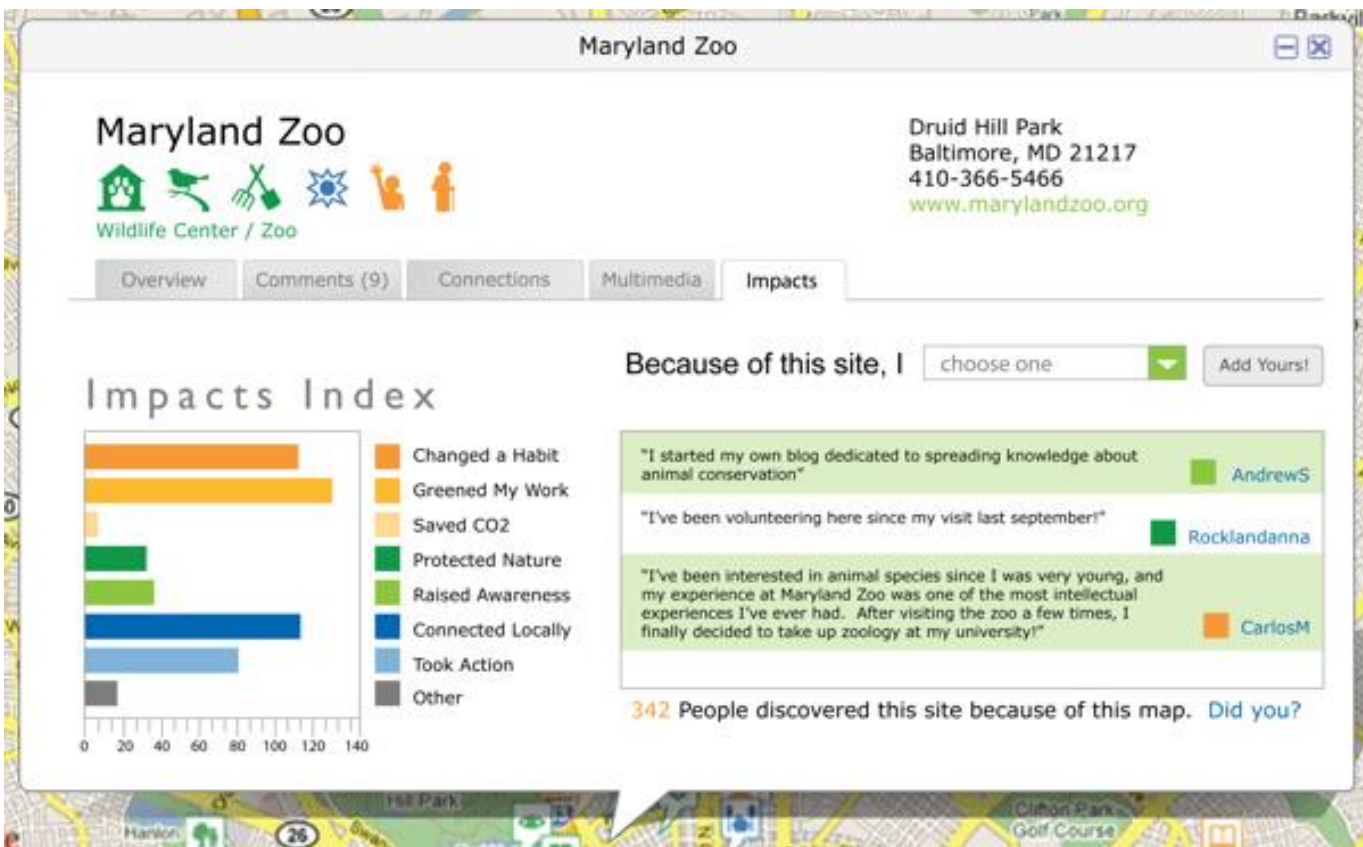 Park
Maryland Zoo
Maryland Zoo
Druid Hill Park
Baltimore, MD 21217
410-366-5466
www.marylandzoo.org
Wildlife Center / Zoo
Overview
Comments (9)
Connections
Multimedia
Impacts
Because of this site, I
choose one
Add Yours!
Impacts Index
Changed a Habit
Greened My Work
Saved CO2
Protected Nature
Raised Awareness
Connected Locally
Took Action
Other
0 20 40 60 80 100 120 140
"I started my own blog dedicated to spreading knowledge about
animal conservation"
AndrewS
"I've been volunteering here since my visit last september!"
Rocklandanna
"I've been interested in animal species since I was very young, and
my experience at Maryland Zoo was one of the most intellectual
experiences I've ever had. After visiting the zoo a few times, I
finally decided to take up zoology at my university!"
CarlosM
342 People discovered this site because of this map. Did you?
Hill Park
Clifton Park
Golf Course
Hanlon
26